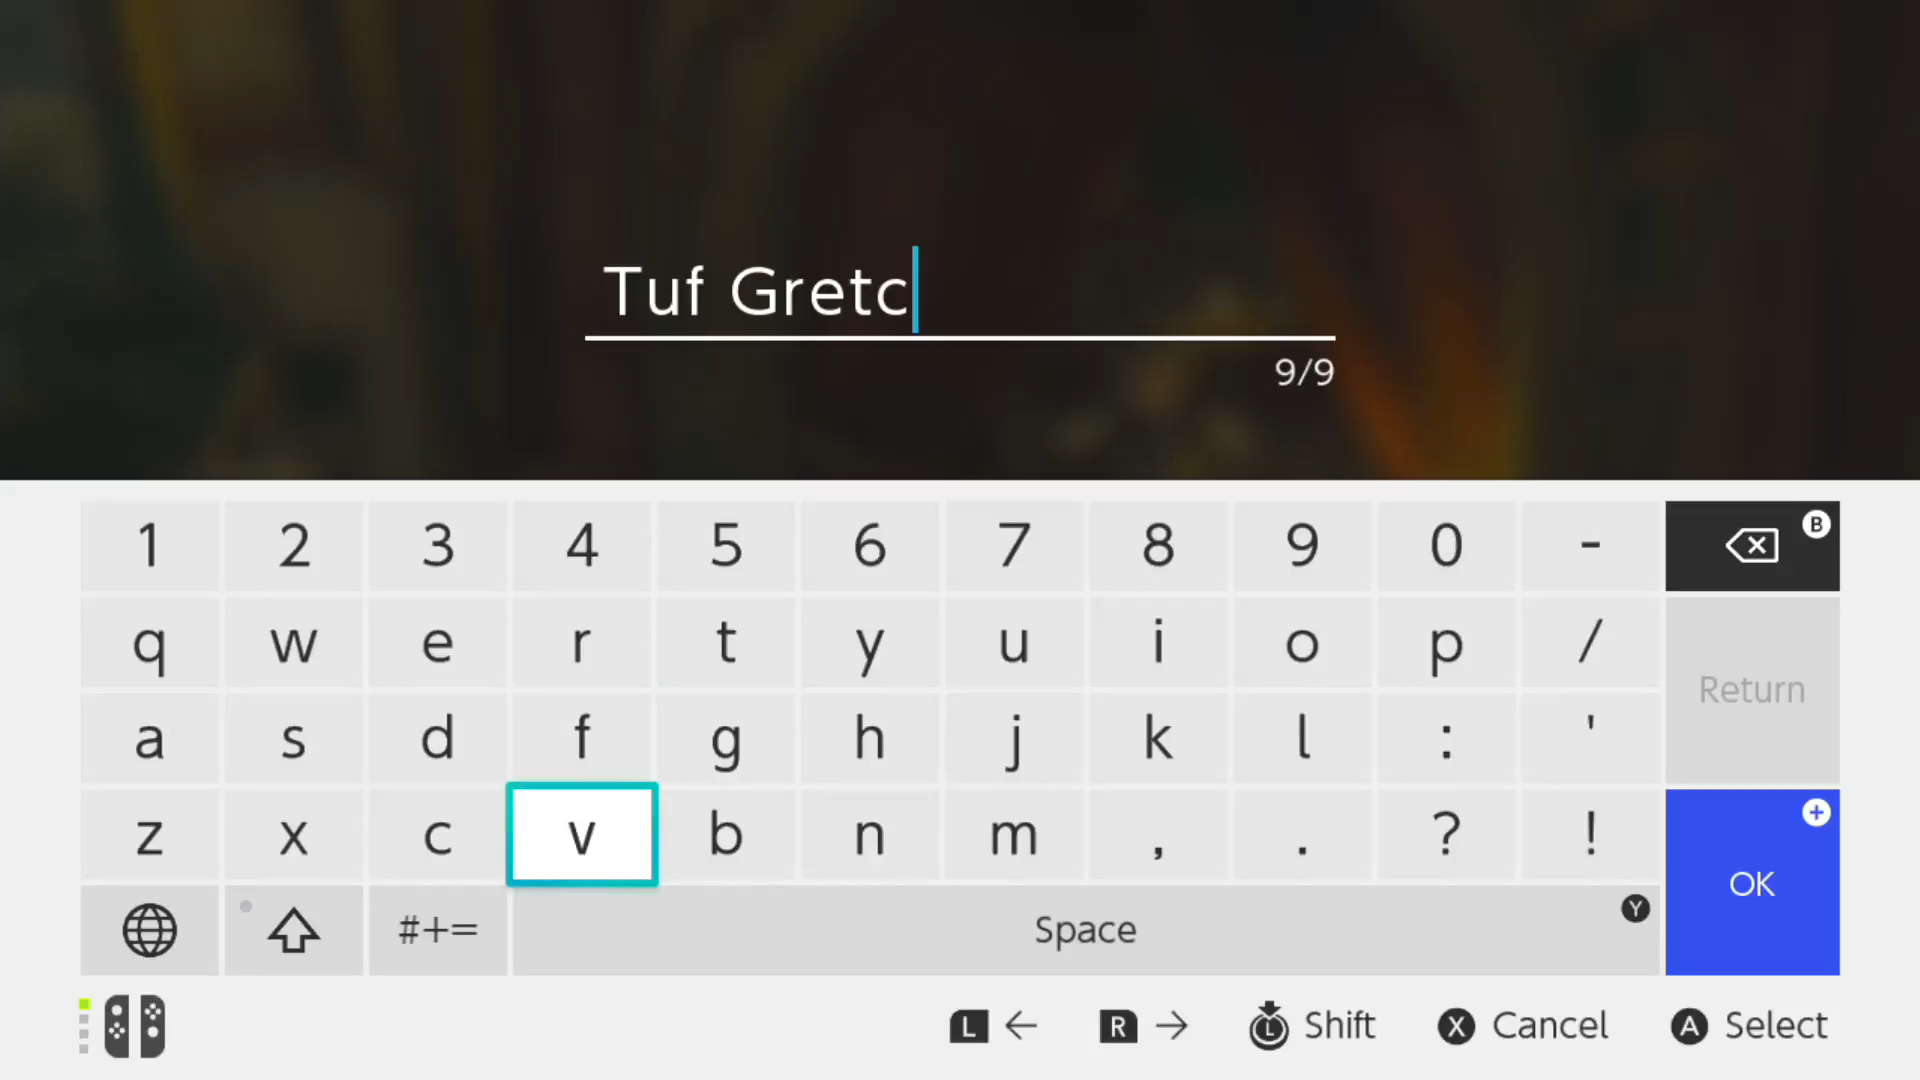 Tuf Gretc
9/9
1 2 3 4 5 6 7 8 9 0 - B
q w e r t y u i o p / Return
a s d f g h j k l : '
z x c v b n m , . ? ! + OK
#+= Space Y
L ← R → L Shift X Cancel A Select